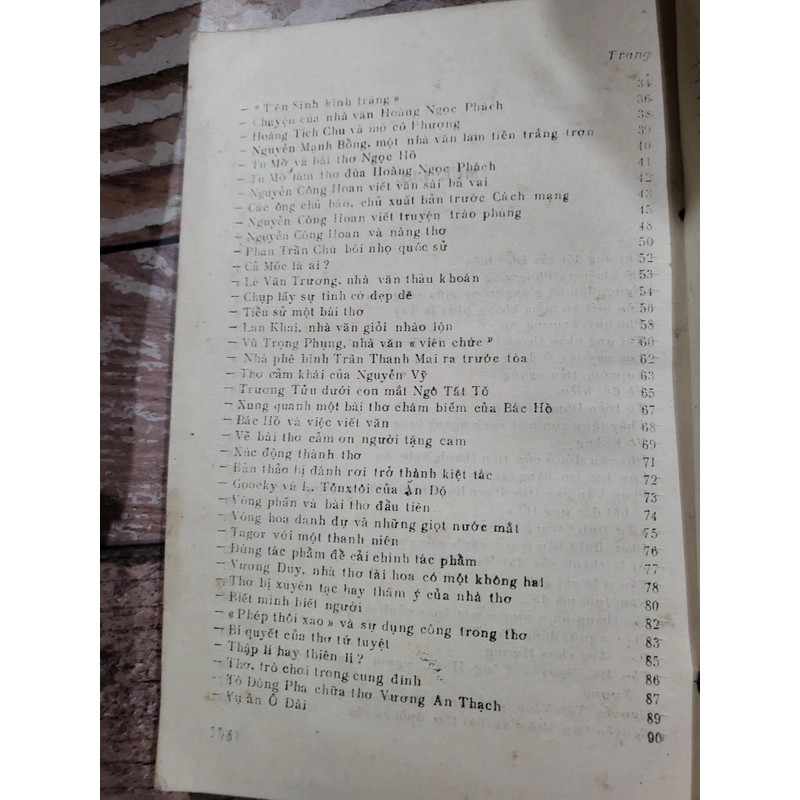 Trang
— « Tôn Sinh kính trắng » 34
— Chuyện của nhà văn Hoàng Ngọc Phách 36
— Hoàng Tích Chu và mồ cô Phượng 38
— Nguyễn Mạnh Bổng, một nhà văn làm tiền trắng trợn 39
— Tú Mỡ và bài thơ Ngọc Hồ 40
— Tú Mỡ làm thơ đùa Hoàng Ngọc Phách 41
— Nguyễn Công Hoan viết văn sái bả vai 42
— Các ông chủ báo, chủ xuất bản trước Cách mạng 43
— Nguyễn Công Hoan viết truyện trào phúng 45
— Nguyễn Công Hoan và nàng thơ 48
— Phan Trần Chúc bôi nhọ quốc sử 50
— Cả Mốc là ai ? 52
— Lê Văn Trương, nhà văn thầu khoán 53
— Chụp lấy sự tình cờ đẹp đẽ 54
— Tiểu sử một bài thơ 56
— Lan Khai, nhà văn giỏi nhào lộn 58
— Vũ Trọng Phụng, nhà văn « viên chức » 60
— Nhà phê bình Trần Thanh Mại ra trước tòa 62
— Thơ cảm khái của Nguyễn Vỹ 63
— Trương Tửu dưới con mắt Ngô Tất Tố 65
— Xung quanh một bài thơ châm biếm của Bác Hồ 67
— Bác Hồ và việc viết văn 68
— Về bài thơ cảm ơn người tặng cam 69
— Xúc động thành thơ 71
— Bản thảo bị đánh rơi trở thành kiệt tác 72
— Goócky và L. Tônxtôi của Ấn Độ 73
— Vòng phấn và bài thơ đầu tiên 74
— Vòng hoa danh dự và những giọt nước mắt 75
— Tagor với một thanh niên 76
— Dùng tác phẩm để cải chính tác phẩm 77
— Vương Duy, nhà thơ tài hoa có một không hai 78
— Thơ bị xuyên tạc hay thâm ý của nhà thơ 80
— Biết mình biết người 82
— « Phép thôi xao » và sự dụng công trong thơ 83
— Bí quyết của thơ tứ tuyệt 85
— Thập lí hay thiên lí ? 86
— Thơ, trò chơi trong cung đình 87
— Tô Đông Pha chữa thơ Vương An Thạch 89
— Vụ án Ô Đài 90